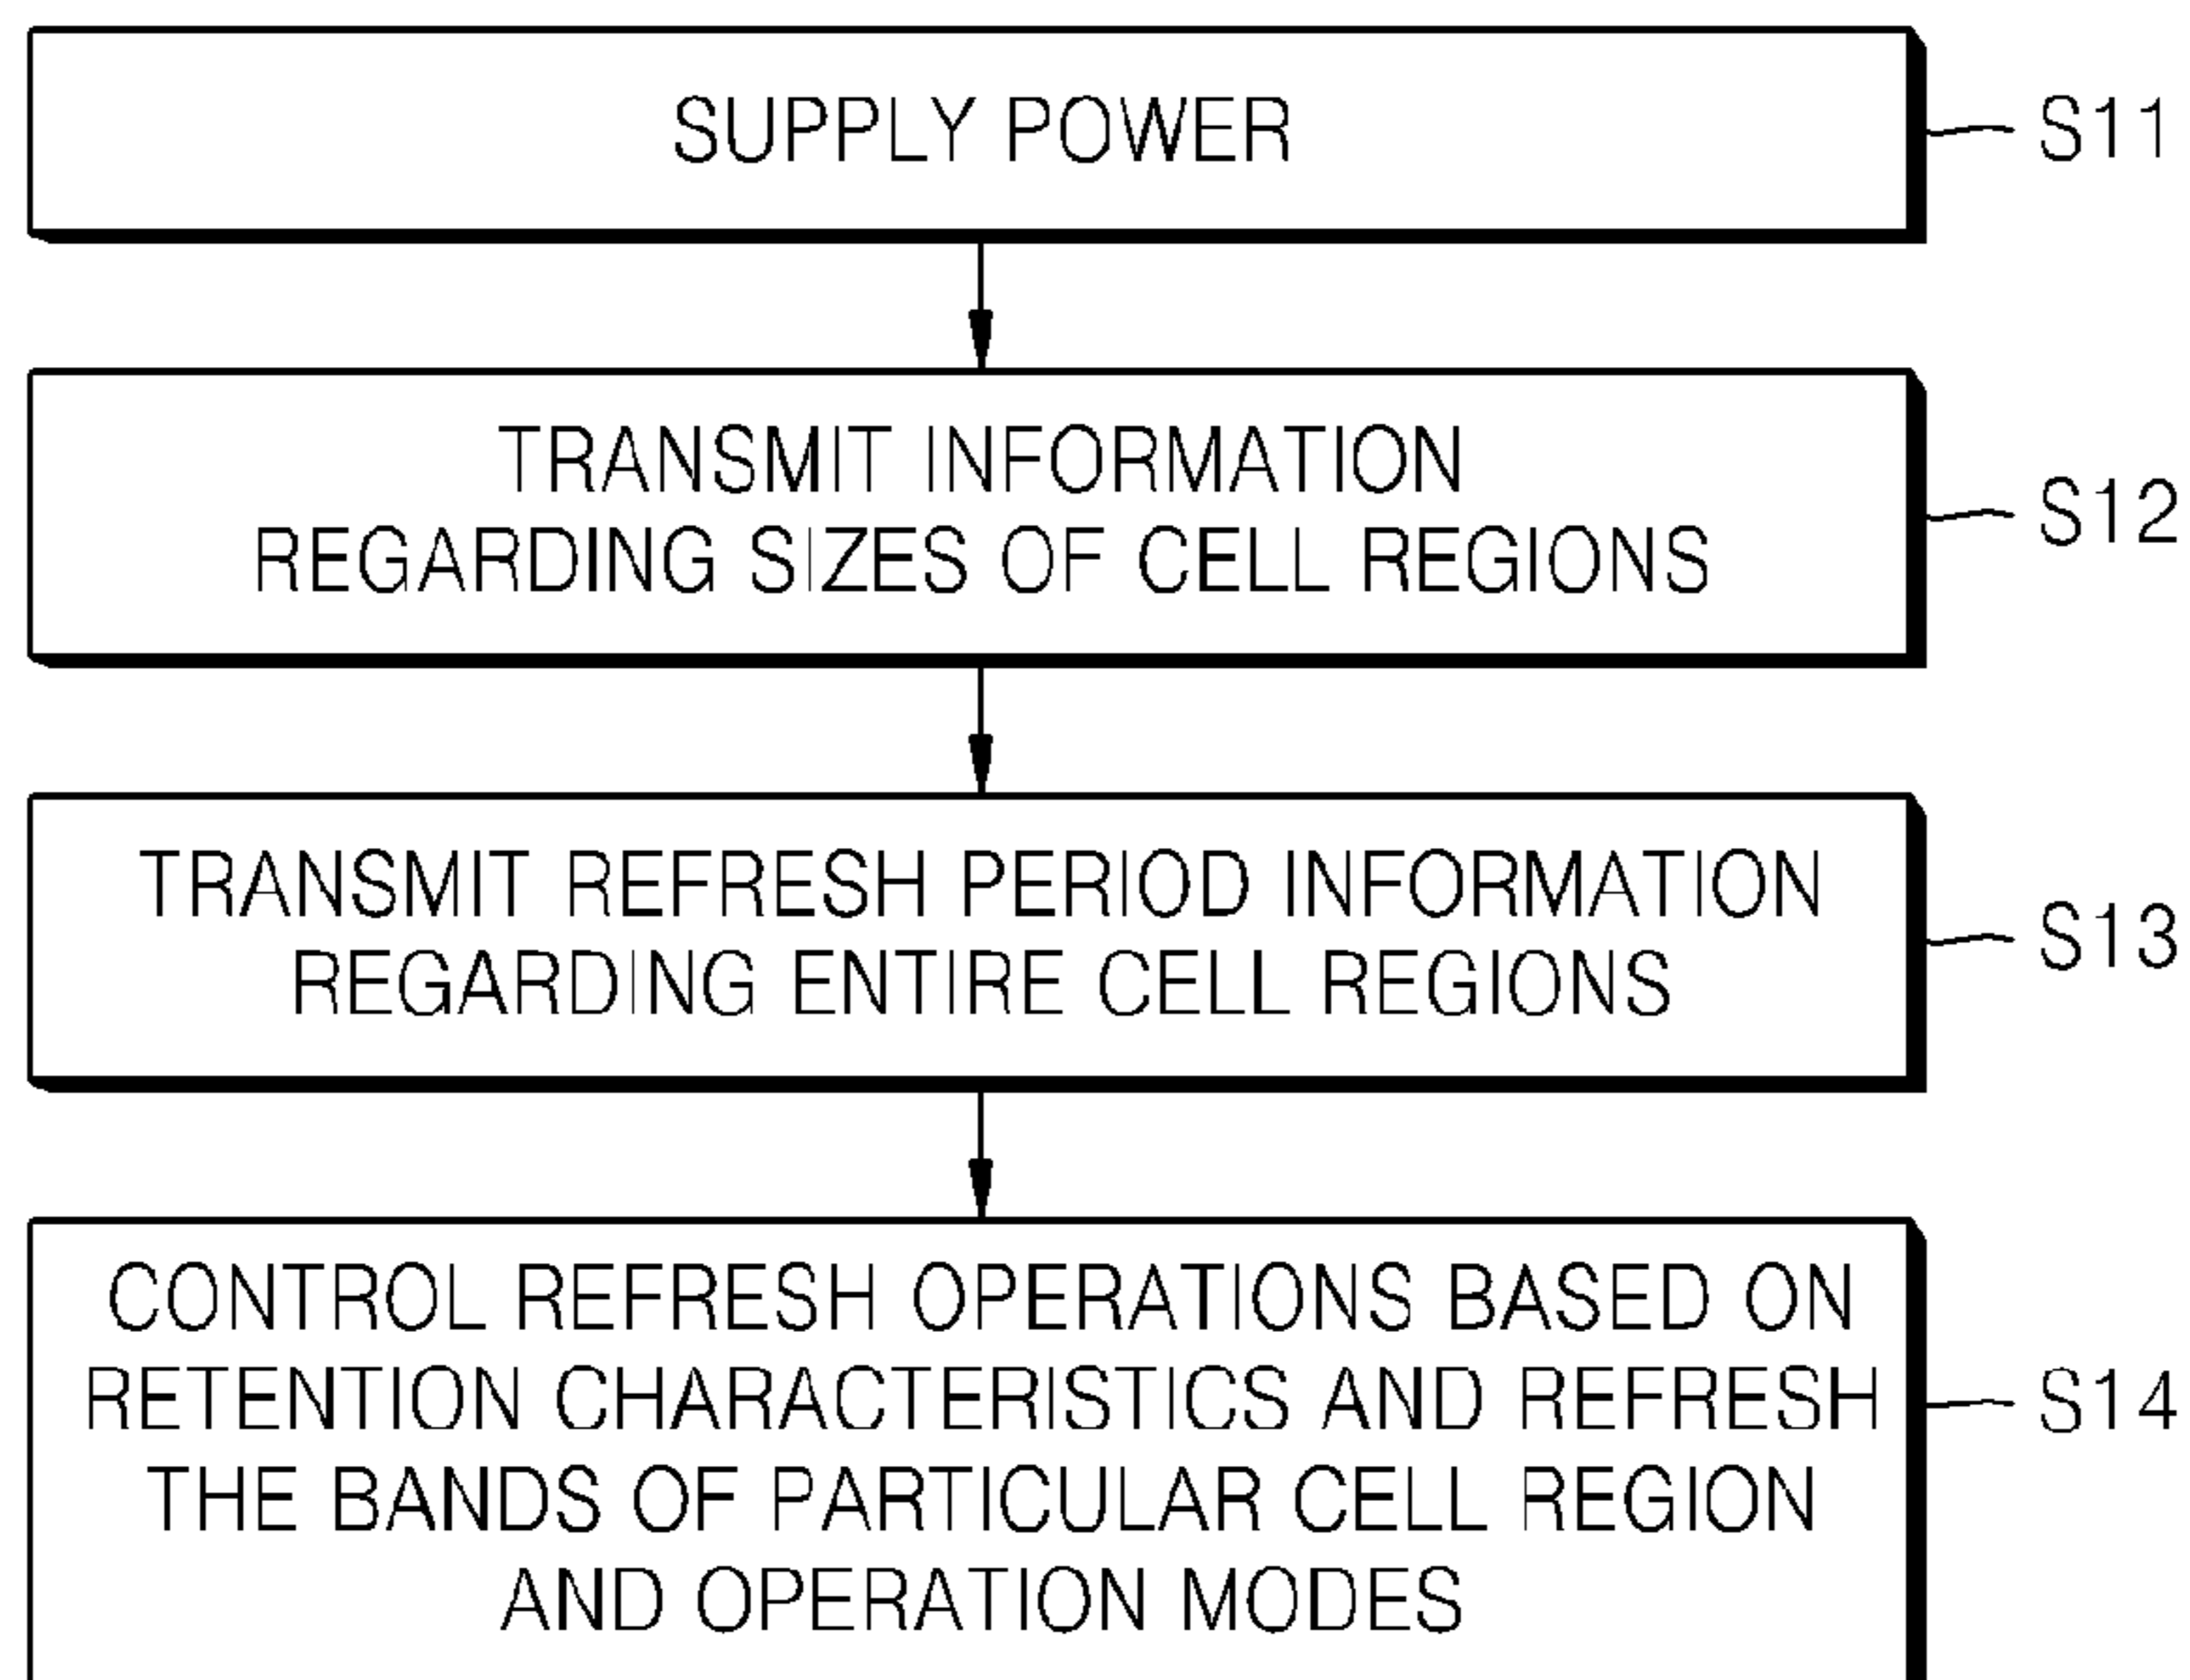 SUPPLY POWER
S11
TRANSMIT INFORMATION
REGARDING SIZES OF CELL REGIONS
S12
TRANSMIT REFRESH PERIOD INFORMATION
REGARDING ENTIRE CELL REGIONS
S13
CONTROL REFRESH OPERATIONS BASED ON
RETENTION CHARACTERISTICS AND REFRESH
THE BANDS OF PARTICULAR CELL REGION
AND OPERATION MODES
S14